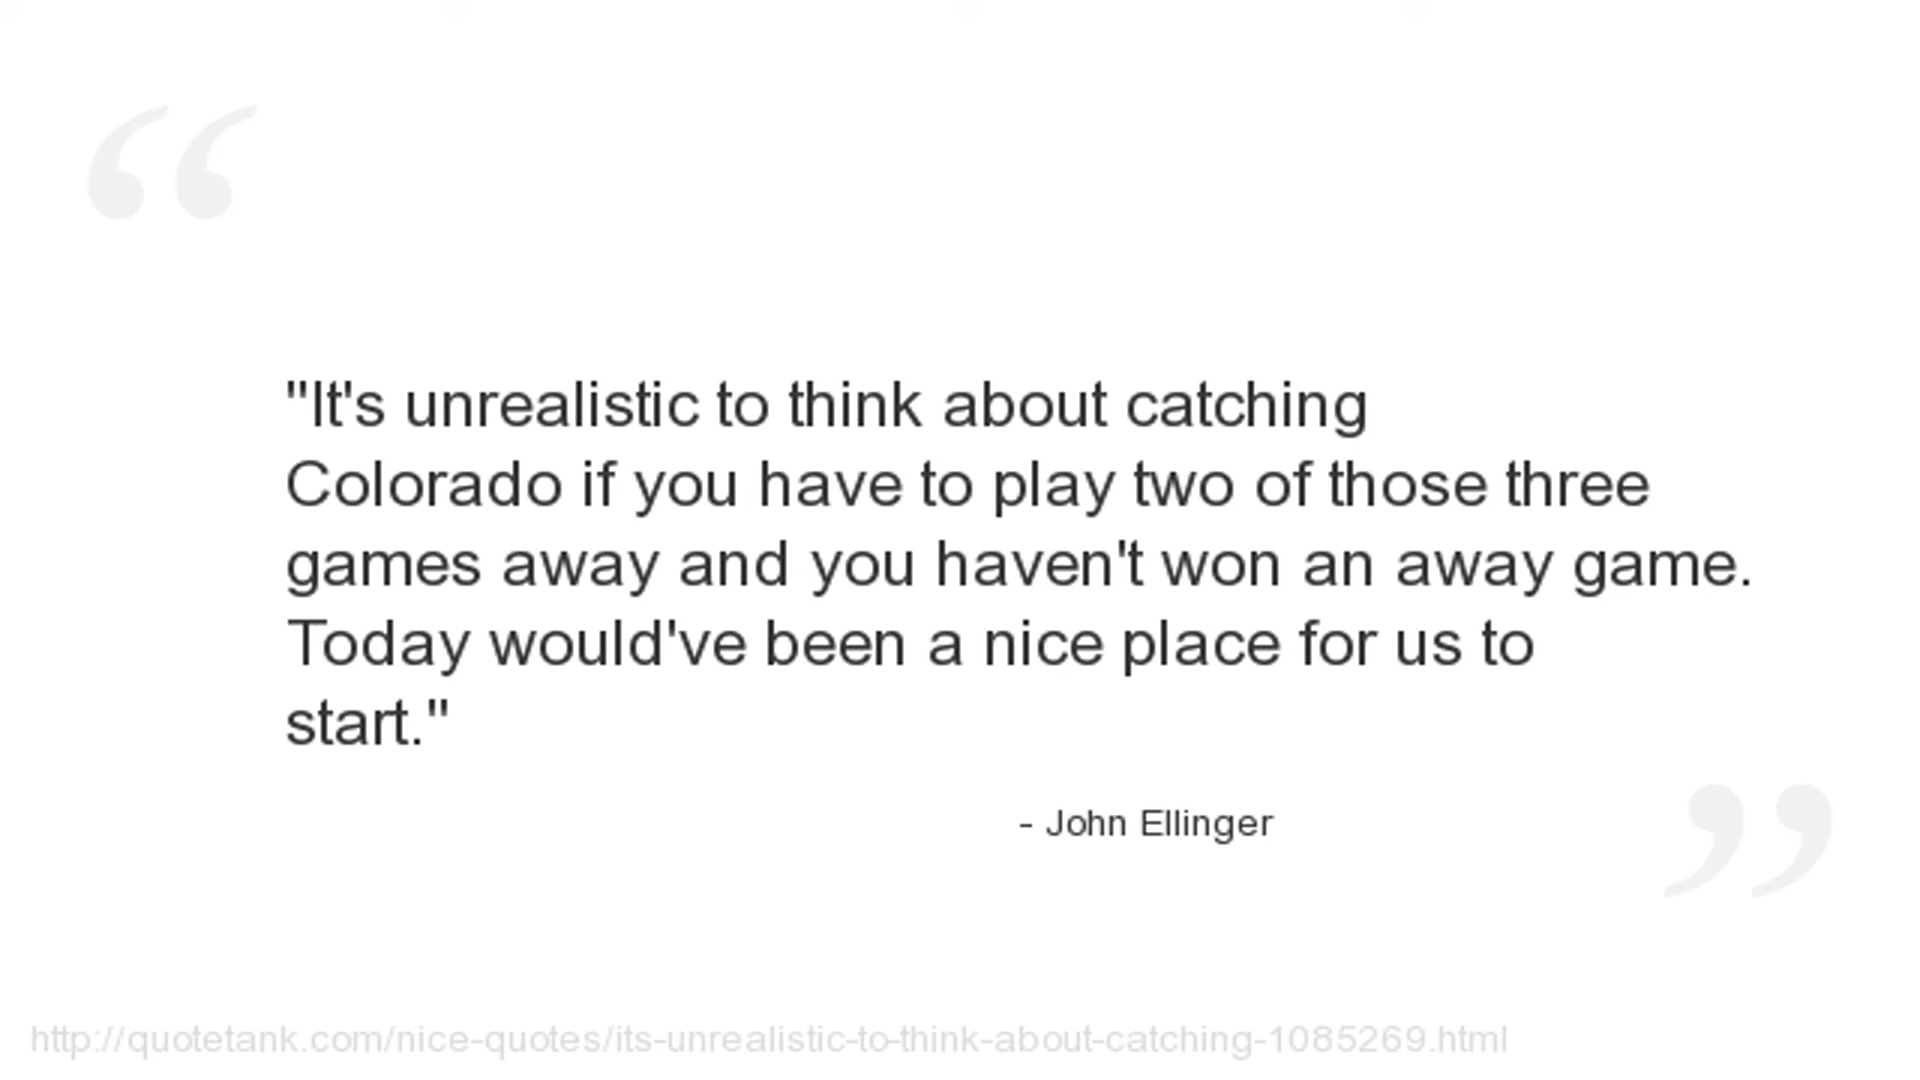 "It's unrealistic to think about catching
Colorado if you have to play two of those three
games away and you haven't won an away game.
Today would've been a nice place for us to
start."
- John Ellinger
http://quotetank.com/nice-quotes/its-unrealistic-to-think-about-catching-1085269.html